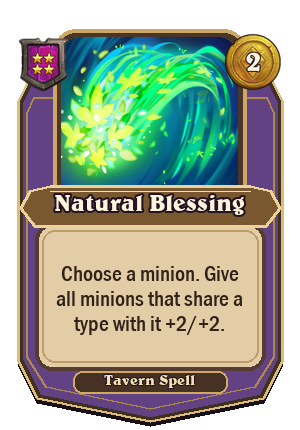 2
Natural Blessing
Choose a minion. Give
all minions that share a
type with it +2/+2.
Tavern Spell